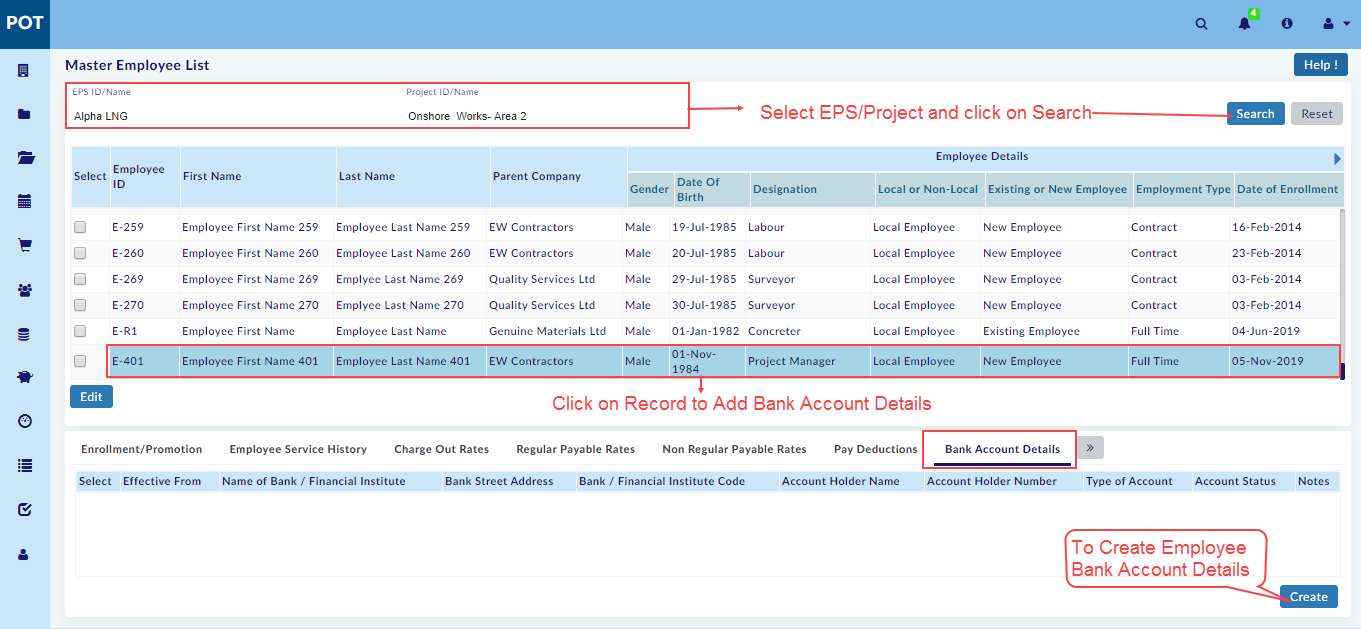 POT
4
Master Employee List
Help !
EPS ID/Name Project ID/Name
Alpha LNG Onshore Works- Area 2
Select EPS/Project and click on Search
Search Reset
Employee Details
Select Employee ID First Name Last Name Parent Company Gender Date Of Birth Designation Local or Non-Local Existing or New Employee Employment Type Date of Enrollment
E-259 Employee First Name 259 Employee Last Name 259 EW Contractors Male 19-Jul-1985 Labour Local Employee New Employee Contract 16-Feb-2014
E-260 Employee First Name 260 Employee Last Name 260 EW Contractors Male 20-Jul-1985 Labour Local Employee New Employee Contract 23-Feb-2014
E-269 Employee First Name 269 Emplyee Last Name 269 Quality Services Ltd Male 29-Jul-1985 Surveyor Local Employee New Employee Contract 03-Feb-2014
E-270 Employee First Name 270 Emplyee Last Name 270 Quality Services Ltd Male 30-Jul-1985 Surveyor Local Employee New Employee Contract 03-Feb-2014
E-R1 Employee First Name Employee Last Name Genuine Materials Ltd Male 01-Jan-1982 Concreter Local Employee Existing Employee Full Time 04-Jun-2019
E-401 Employee First Name 401 Employee Last Name 401 EW Contractors Male 01-Nov-1984 Project Manager Local Employee New Employee Full Time 05-Nov-2019
Edit
Click on Record to Add Bank Account Details
Enrollment/Promotion Employee Service History Charge Out Rates Regular Payable Rates Non Regular Payable Rates Pay Deductions Bank Account Details »
Select Effective From Name of Bank / Financial Institute Bank Street Address Bank / Financial Institute Code Account Holder Name Account Holder Number Type of Account Account Status Notes
To Create Employee
Bank Account Details
Create